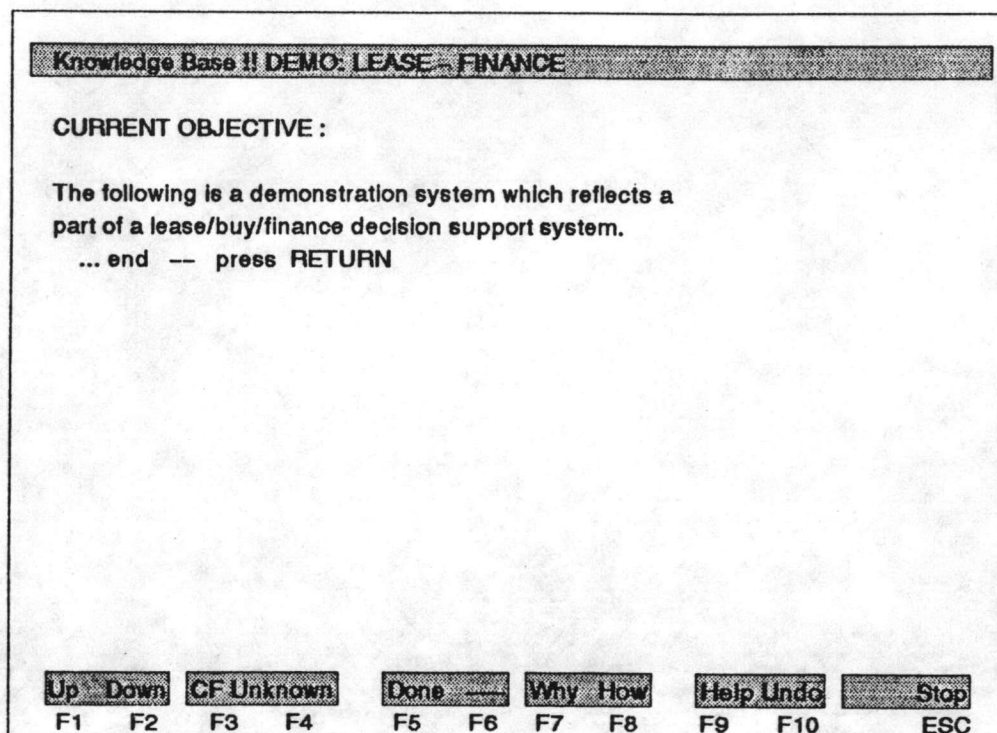 Knowledge Base !! DEMO: LEASE – FINANCE
CURRENT OBJECTIVE :
The following is a demonstration system which reflects a
part of a lease/buy/finance decision support system.
... end –– press RETURN
Up Down CF Unknown Done –– Why How Help Undo Stop
F1 F2 F3 F4 F5 F6 F7 F8 F9 F10 ESC